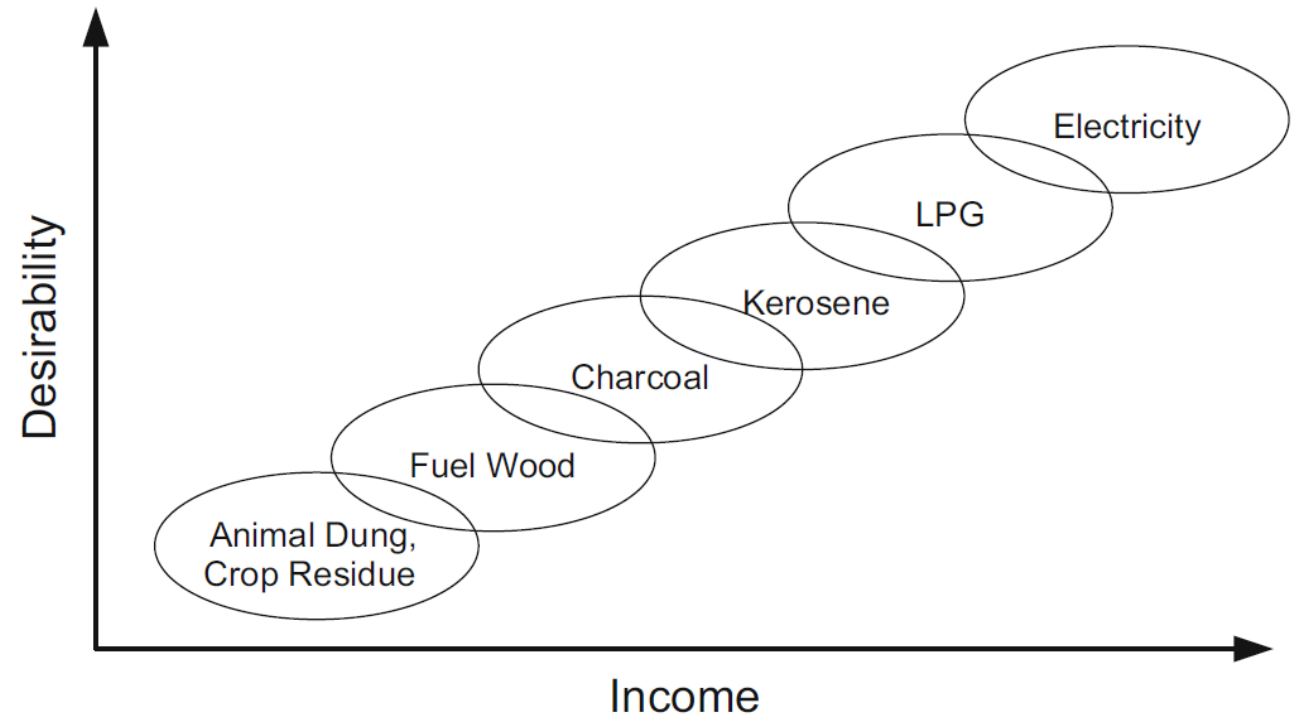 Electricity
LPG
Kerosene
Charcoal
Fuel Wood
Animal Dung,
Crop Residue
Desirability
Income